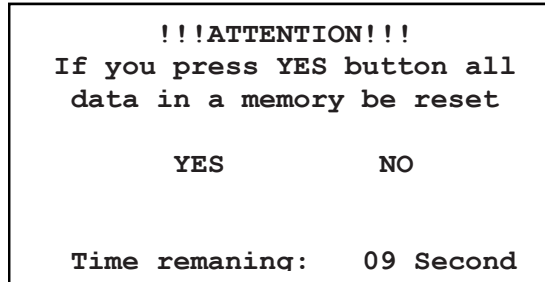 !!!ATTENTION!!!
If you press YES button all
data in a memory be reset
YES NO
Time remaning: 09 Second